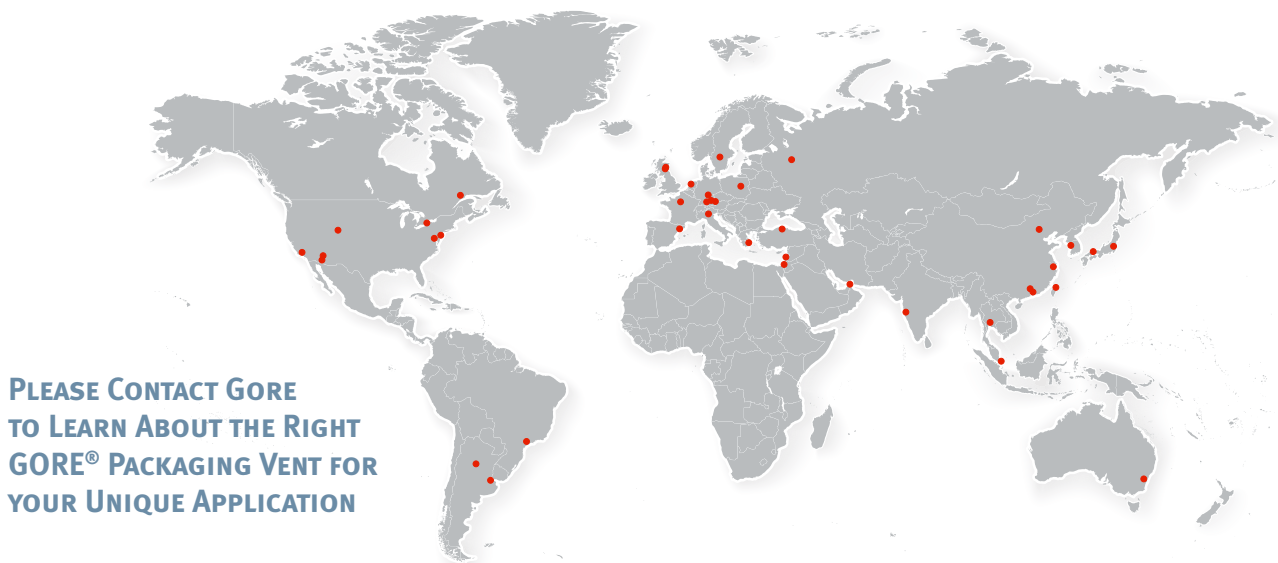 Please Contact Gore
to Learn About the Right
GORE® Packaging Vent for
your Unique Application